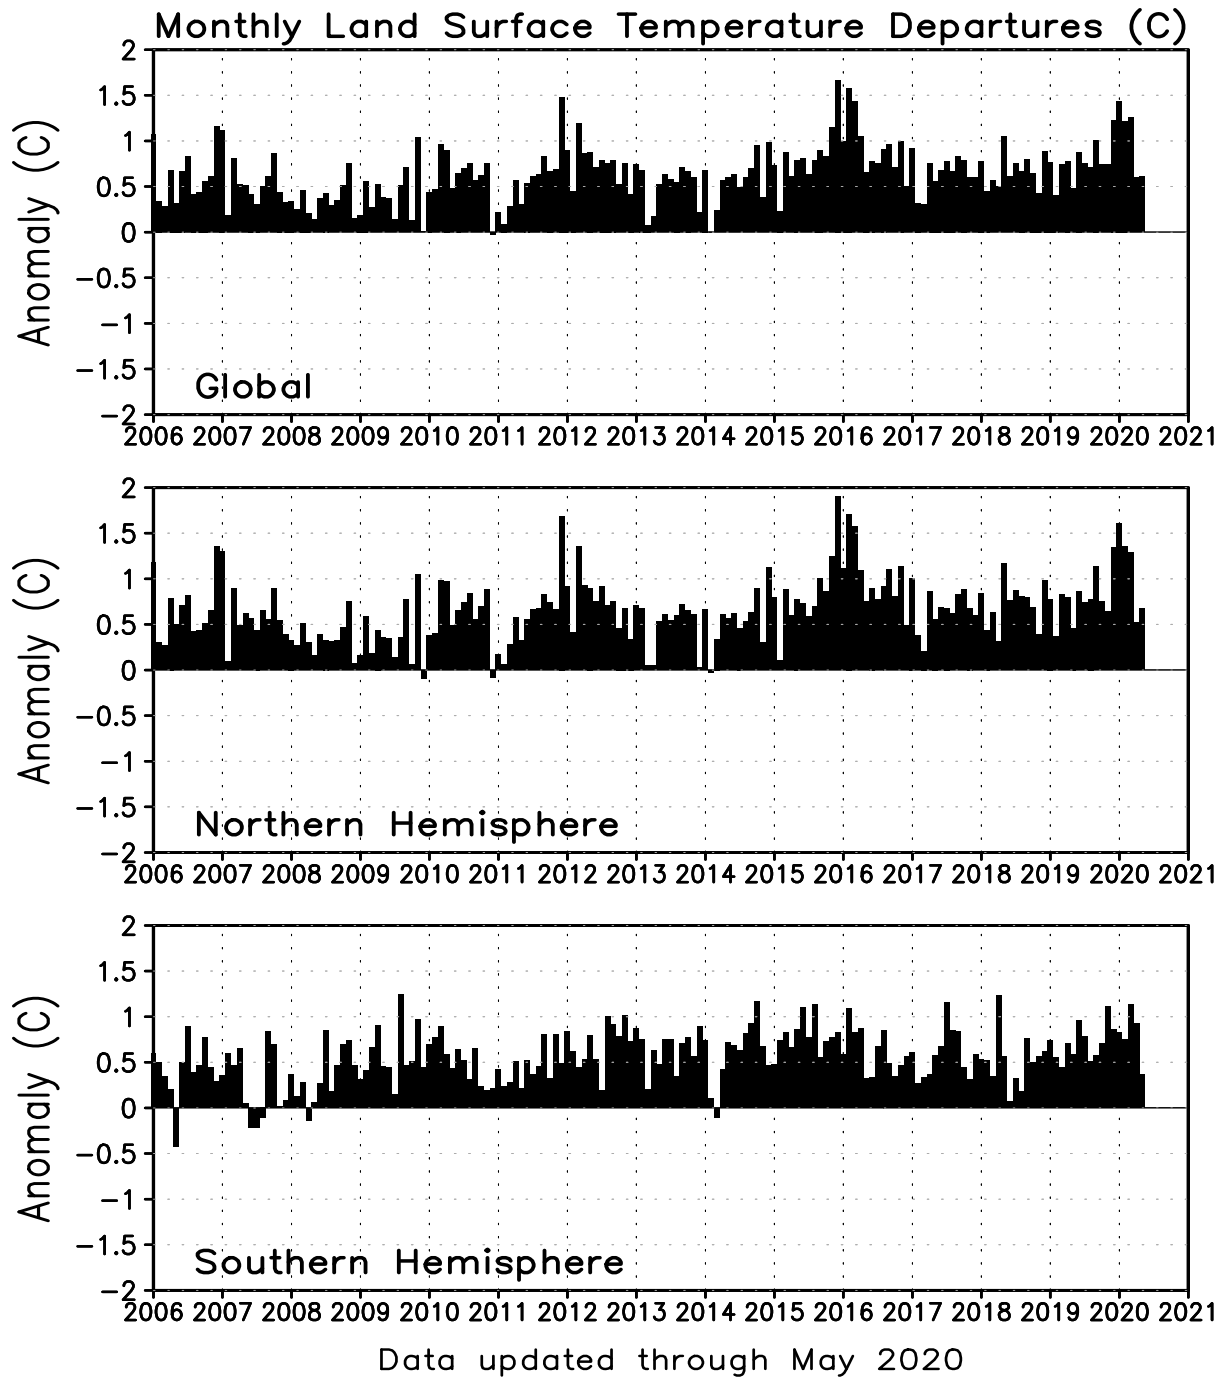 Monthly Land Surface Temperature Departures (C)
Anomaly (C)
2
1.5
1
0.5
0
−0.5
−1
−1.5
−2
Global
2006 2007 2008 2009 2010 2011 2012 2013 2014 2015 2016 2017 2018 2019 2020 2021
Anomaly (C)
2
1.5
1
0.5
0
−0.5
−1
−1.5
−2
Northern Hemisphere
2006 2007 2008 2009 2010 2011 2012 2013 2014 2015 2016 2017 2018 2019 2020 2021
Anomaly (C)
2
1.5
1
0.5
0
−0.5
−1
−1.5
−2
Southern Hemisphere
2006 2007 2008 2009 2010 2011 2012 2013 2014 2015 2016 2017 2018 2019 2020 2021
Data updated through May 2020